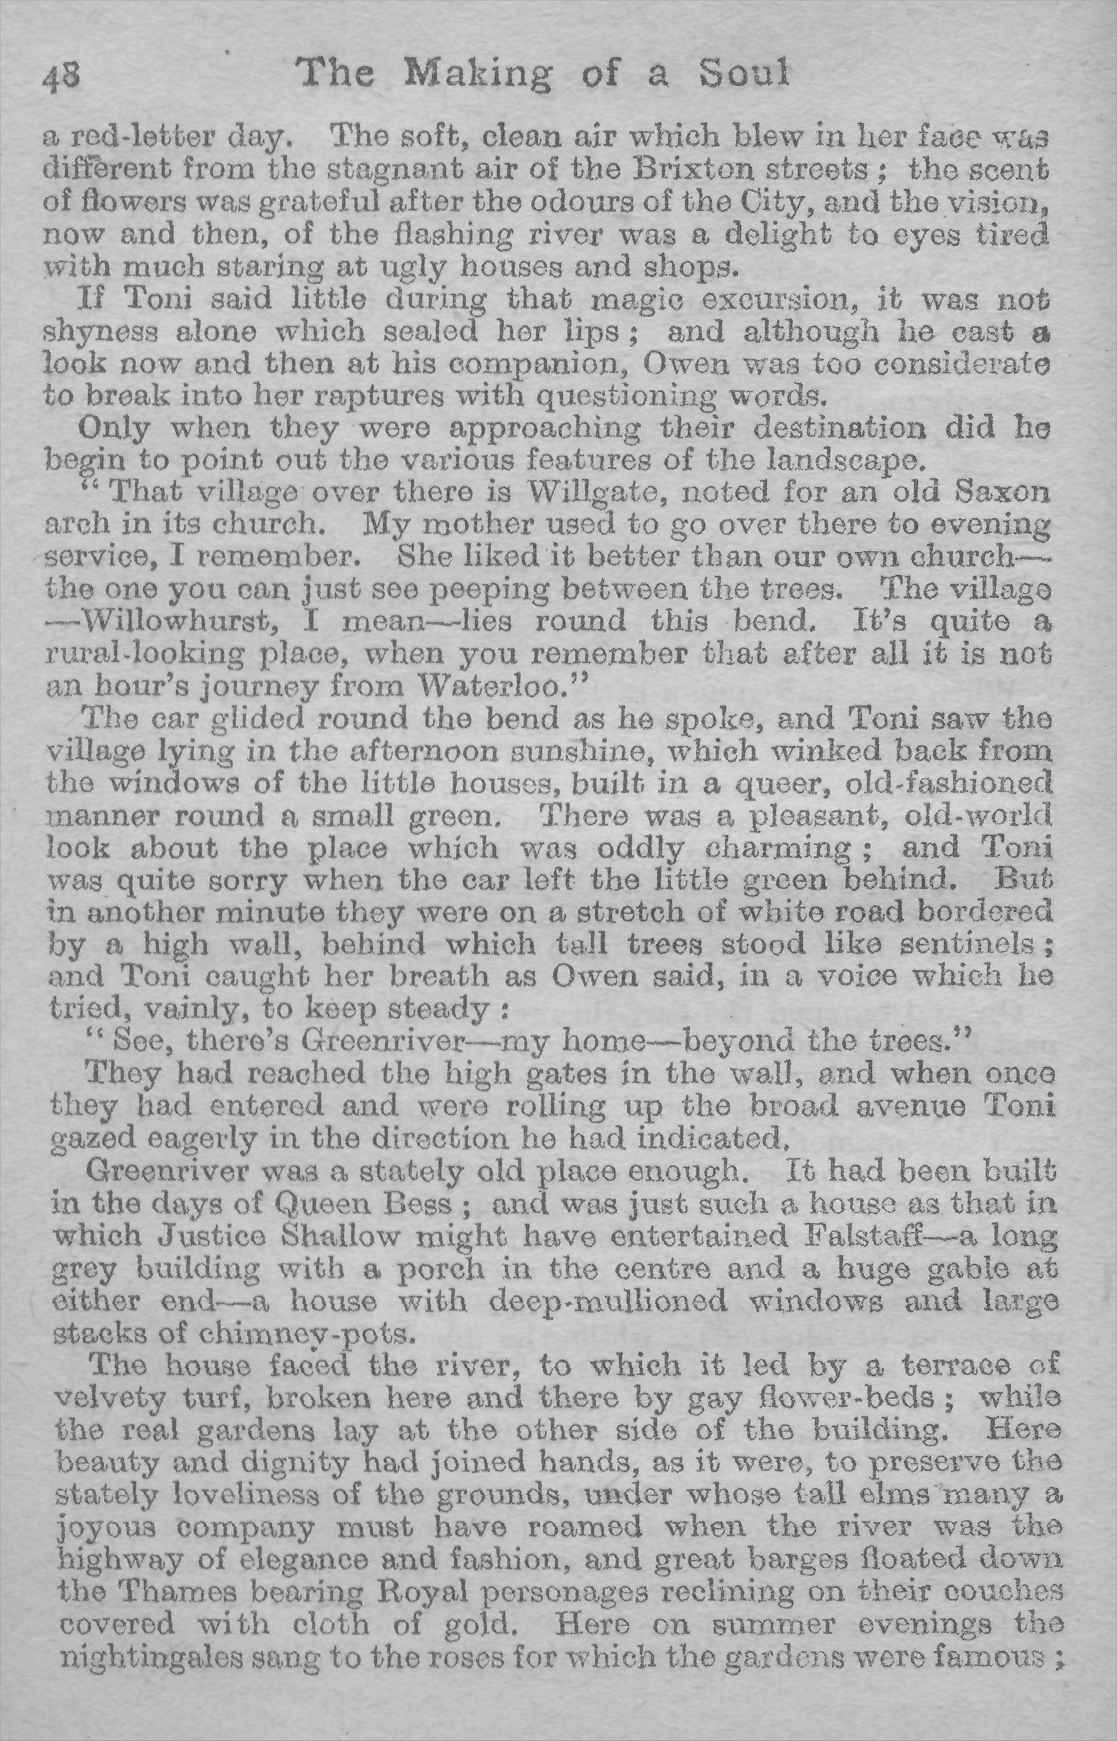 48 The Making of a Soul
a red-letter day. The soft, clean air which blew in her face was
different from the stagnant air of the Brixton streets ; the scent
of flowers was grateful after the odours of the City, and the vision,
now and then, of the flashing river was a delight to eyes tired
with much staring at ugly houses and shops.
If Toni said little during that magic excursion, it was not
shyness alone which sealed her lips ; and although he cast a
look now and then at his companion, Owen was too considerate
to break into her raptures with questioning words.
Only when they were approaching their destination did he
begin to point out the various features of the landscape.
“ That village over there is Willgate, noted for an old Saxon
arch in its church. My mother used to go over there to evening
service, I remember. She liked it better than our own church—
the one you can just see peeping between the trees. The village
—Willowhurst, I mean—lies round this bend. It’s quite a
rural-looking place, when you remember that after all it is not
an hour’s journey from Waterloo.”
The car glided round the bend as he spoke, and Toni saw the
village lying in the afternoon sunshine, which winked back from
the windows of the little houses, built in a queer, old-fashioned
manner round a small green. There was a pleasant, old-world
look about the place which was oddly charming ; and Toni
was quite sorry when the car left the little green behind. But
in another minute they were on a stretch of white road bordered
by a high wall, behind which tall trees stood like sentinels ;
and Toni caught her breath as Owen said, in a voice which he
tried, vainly, to keep steady :
“ See, there’s Greenriver—my home—beyond the trees.”
They had reached the high gates in the wall, and when once
they had entered and were rolling up the broad avenue Toni
gazed eagerly in the direction he had indicated.
Greenriver was a stately old place enough. It had been built
in the days of Queen Bess ; and was just such a house as that in
which Justice Shallow might have entertained Falstaff—a long
grey building with a porch in the centre and a huge gable at
either end—a house with deep-mullioned windows and large
stacks of chimney-pots.
The house faced the river, to which it led by a terrace of
velvety turf, broken here and there by gay flower-beds ; while
the real gardens lay at the other side of the building. Here
beauty and dignity had joined hands, as it were, to preserve the
stately loveliness of the grounds, under whose tall elms many a
joyous company must have roamed when the river was the
highway of elegance and fashion, and great barges floated down
the Thames bearing Royal personages reclining on their couches
covered with cloth of gold. Here on summer evenings the
nightingales sang to the roses for which the gardens were famous ;